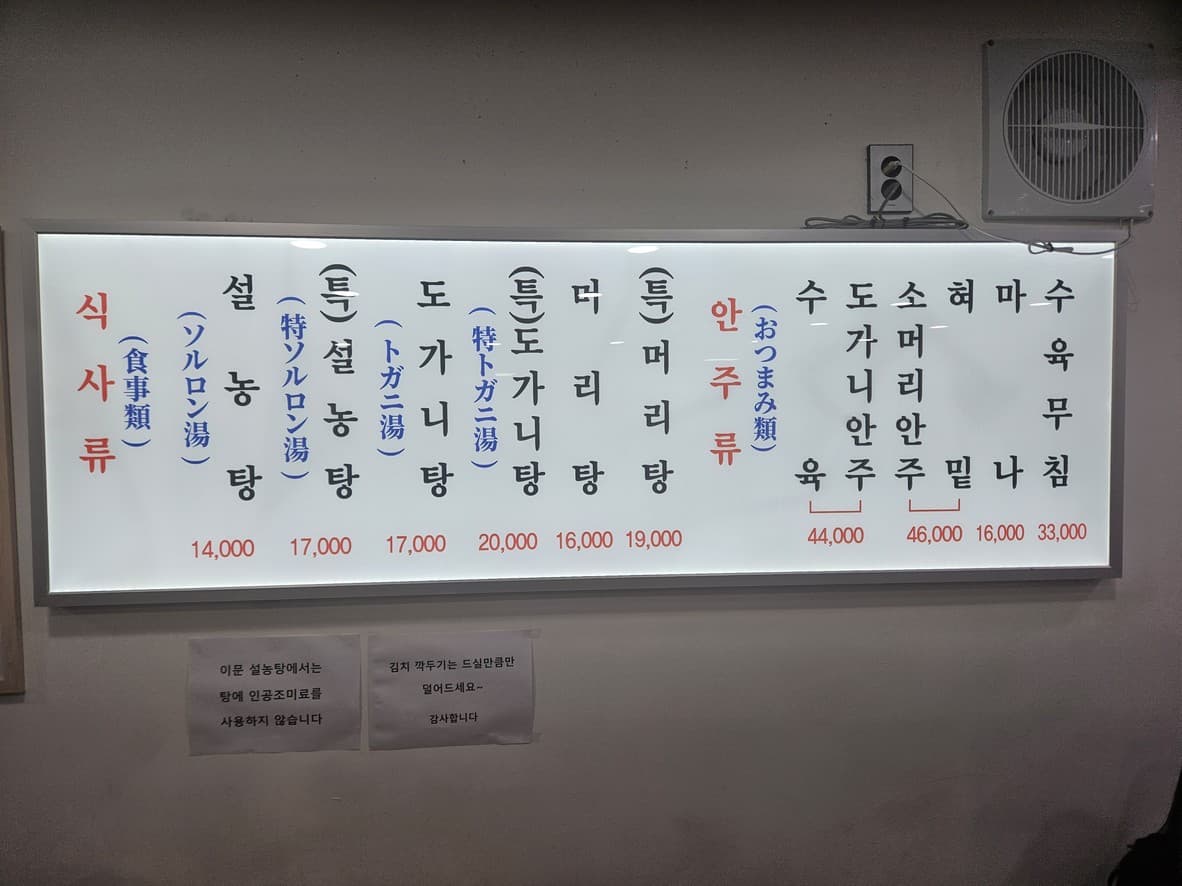 식사류
(食事類)
(ソルロン湯)
설농탕
14,000
(特ソルロン湯)
(특)설농탕
17,000
(トガニ湯)
도가니탕
17,000
(特トガニ湯)
(특)도가니탕
20,000
머리탕
16,000
(특)머리탕
19,000
안주류
(おつまみ類)
수육
도가니안주
44,000
소머리안주
혀밑
46,000
마나
16,000
수육무침
33,000
이문 설농탕에서는
탕에 인공조미료를
사용하지 않습니다
김치 깍두기는 드실만큼만
덜어드세요~
감사합니다